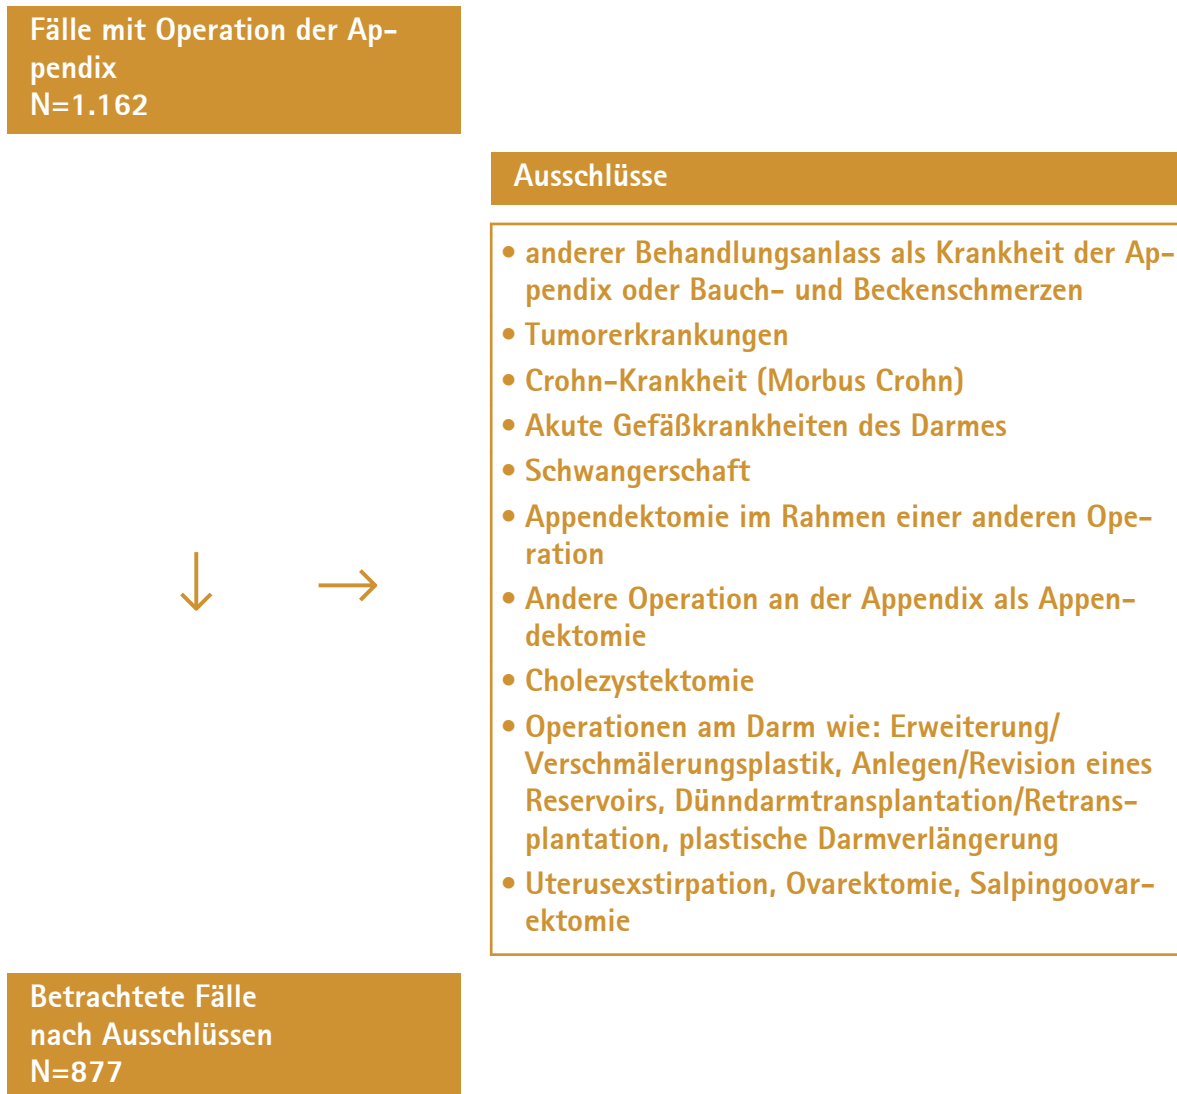 Fälle mit Operation der Ap-
pendix
N=1.162
Ausschlüsse
• anderer Behandlungsanlass als Krankheit der Ap-
pendix oder Bauch- und Beckenschmerzen
• Tumorerkrankungen
• Crohn-Krankheit (Morbus Crohn)
• Akute Gefäßkrankheiten des Darmes
• Schwangerschaft
• Appendektomie im Rahmen einer anderen Ope-
ration
• Andere Operation an der Appendix als Appen-
dektomie
• Cholezystektomie
• Operationen am Darm wie: Erweiterung/
Verschmälerungsplastik, Anlegen/Revision eines
Reservoirs, Dünndarmtransplantation/Retrans-
plantation, plastische Darmverlängerung
• Uterusexstirpation, Ovarektomie, Salpingoovar-
ektomie
Betrachtete Fälle
nach Ausschlüssen
N=877